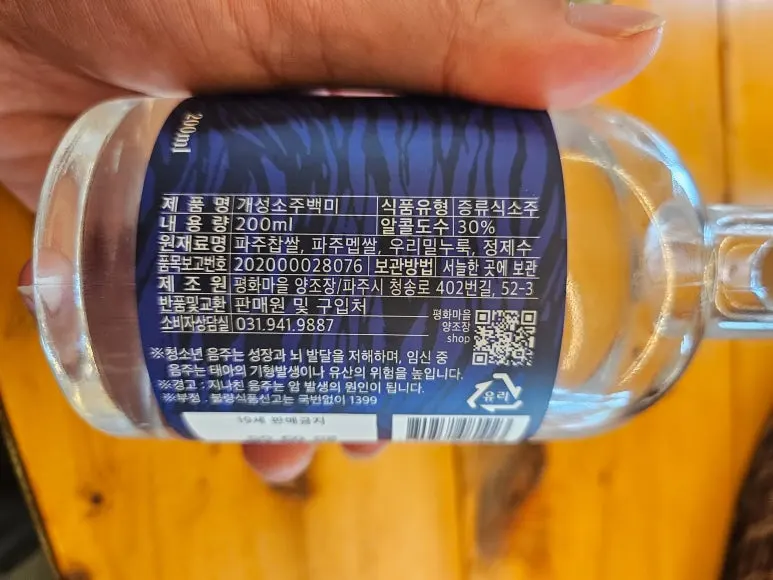 200ml
제 품 명 개성소주백미 식품유형 증류식소주
내 용 량 200ml 알콜도수 30%
원재료명 파주찹쌀, 파주멥쌀, 우리밀누룩, 정제수
품목보고번호 202000028076 보관방법 서늘한 곳에 보관
제 조 원 평화마을 양조장/파주시 청송로 402번길, 52-3
반품및교환 판매원 및 구입처
소비자상담실 031.941.9887
평화마을
양조장
shop
※청소년 음주는 성장과 뇌 발달을 저해하며, 임신 중
음주는 태아의 기형발생이나 유산의 위험을 높입니다.
※경고 : 지나친 음주는 암 발생의 원인이 됩니다.
※부정 . 불량식품신고는 국번없이 1399
유리
19세 판매금지